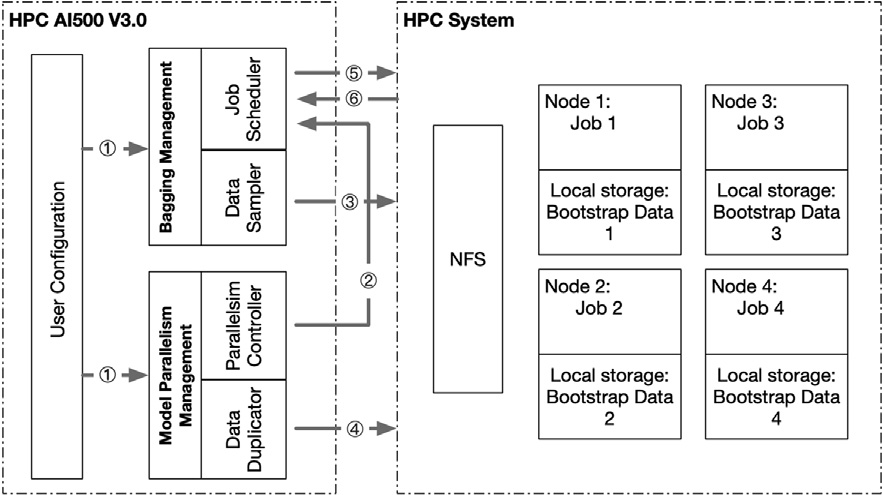 HPC AI500 V3.0
User Configuration
①
①
Bagging Management
Job
Scheduler
Data
Sampler
Model Parallelism
Management
Parallelsim
Controller
Data
Duplicator
⑤
⑥
③
②
④
HPC System
NFS
Node 1:
Job 1
Local storage:
Bootstrap Data
1
Node 3:
Job 3
Local storage:
Bootstrap Data
3
Node 2:
Job 2
Local storage:
Bootstrap Data
2
Node 4:
Job 4
Local storage:
Bootstrap Data
4